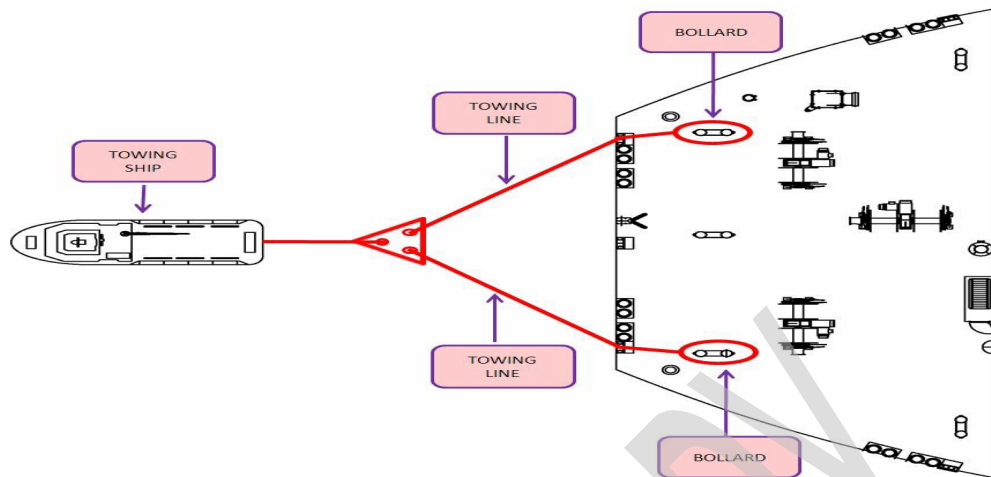 BOLLARD
TOWING
LINE
TOWING
SHIP
TOWING
LINE
BOLLARD